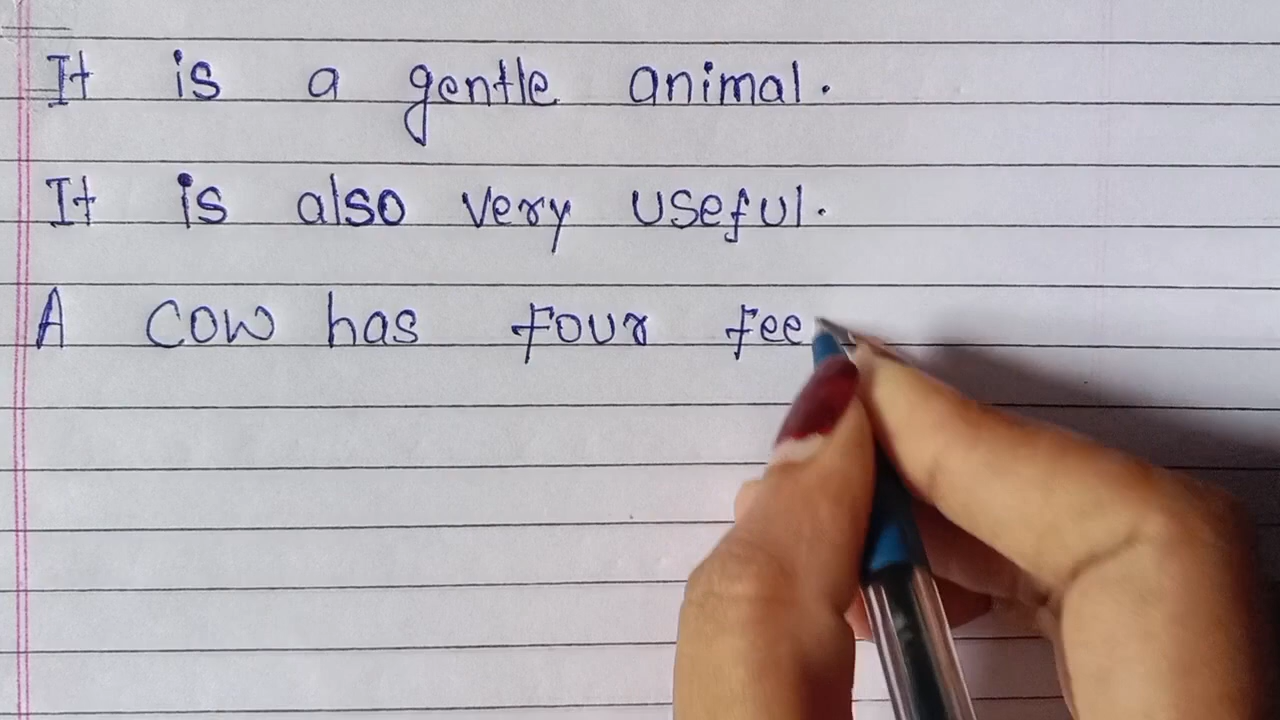 It is a gentle animal.
It is also very useful.
A cow has four fee